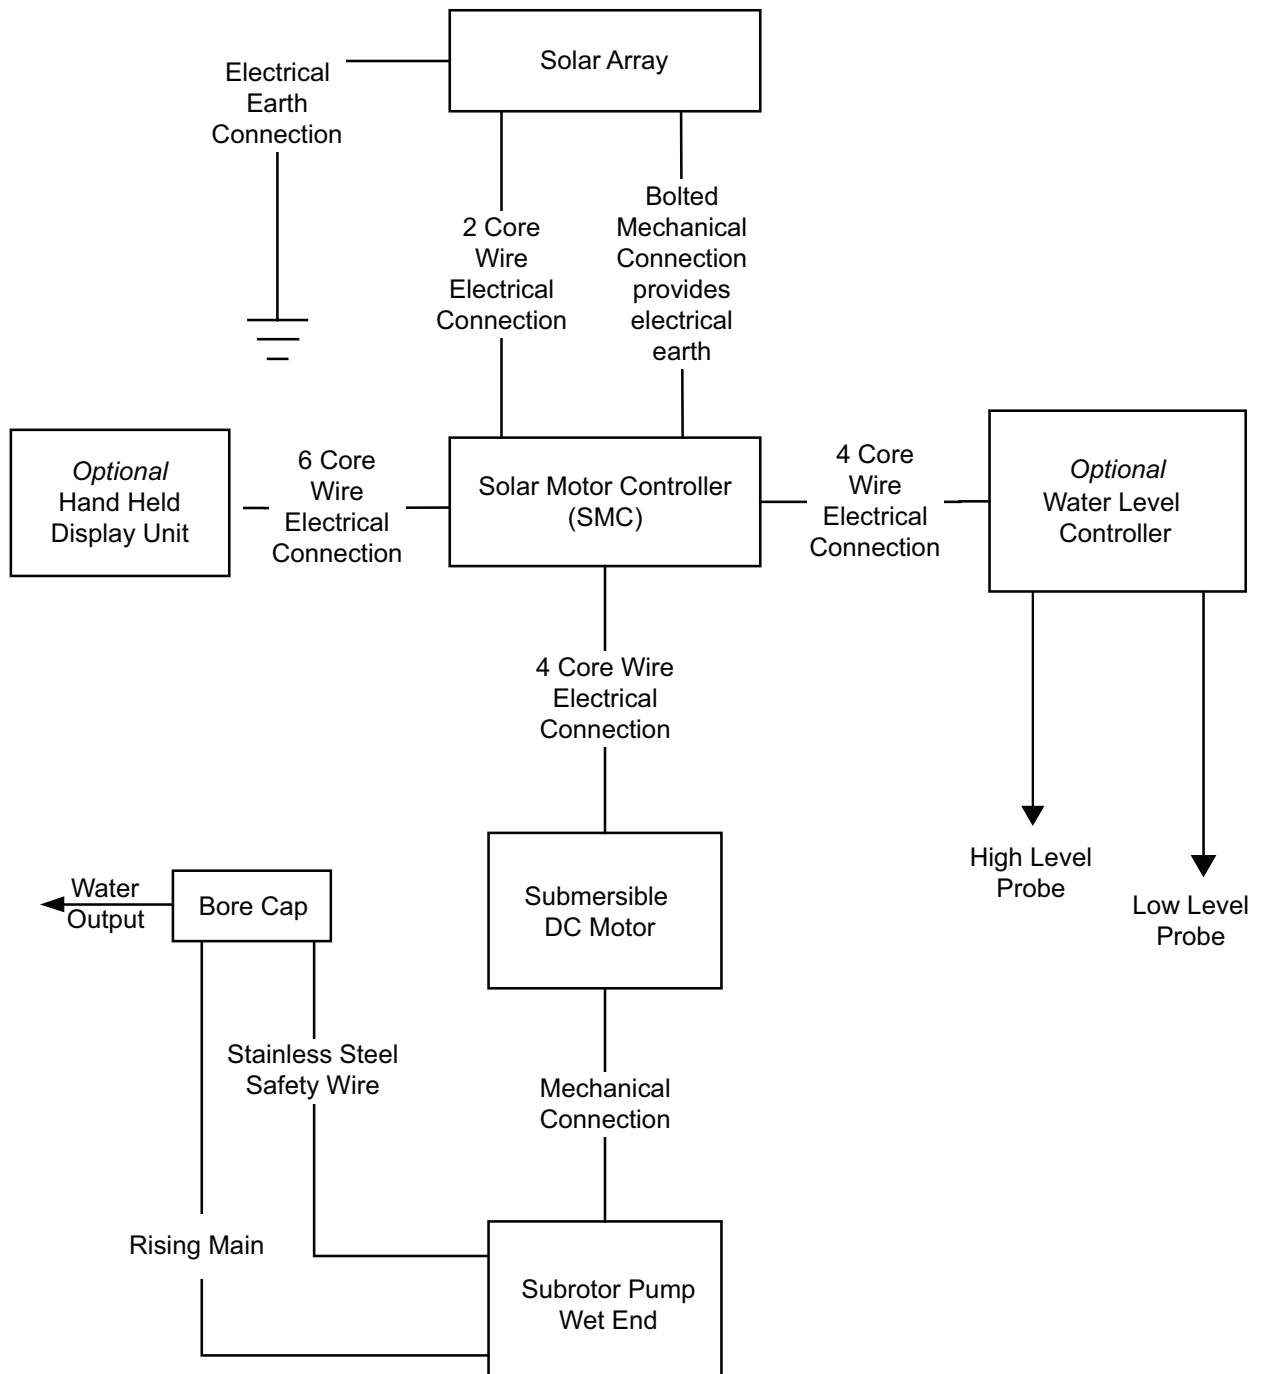 Solar Array
Electrical
Earth
Connection
2 Core
Wire
Electrical
Connection
Bolted
Mechanical
Connection
provides
electrical
earth
Optional
Hand Held
Display Unit
6 Core
Wire
Electrical
Connection
Solar Motor Controller
(SMC)
4 Core
Wire
Electrical
Connection
Optional
Water Level
Controller
4 Core Wire
Electrical
Connection
High Level
Probe
Low Level
Probe
Water
Output
Bore Cap
Submersible
DC Motor
Stainless Steel
Safety Wire
Mechanical
Connection
Rising Main
Subrotor Pump
Wet End